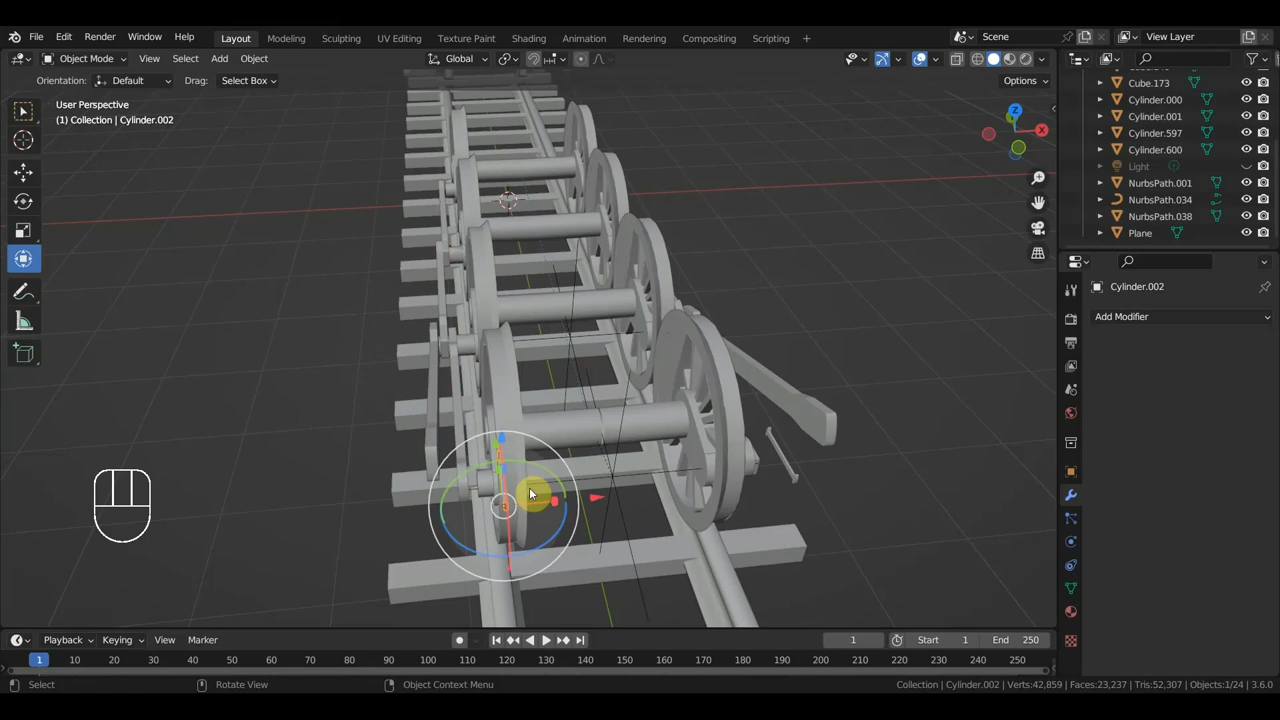 File Edit Render Window Help Layout Modeling Sculpting UV Editing Texture Paint Shading Animation Rendering Compositing Scripting + Scene View Layer
Object Mode View Select Add Object Global
Orientation: Default Drag: Select Box Options
User Perspective
(1) Collection | Cylinder.002
Z
X
Cube.173
Cylinder.000
Cylinder.001
Cylinder.597
Cylinder.600
Light
NurbsPath.001
NurbsPath.034
NurbsPath.038
Plane
Cylinder.002
Add Modifier
Playback Keying View Marker 1 Start 1 End 250
1 10 20 30 40 50 60 70 80 90 100 110 120 130 140 150 160 170 180 190 200 210 220 230 240 250
Select Rotate View Object Context Menu Collection | Cylinder.002 | Verts:42,859 | Faces:23,237 | Tris:52,307 | Objects:1/24 | 3.6.0